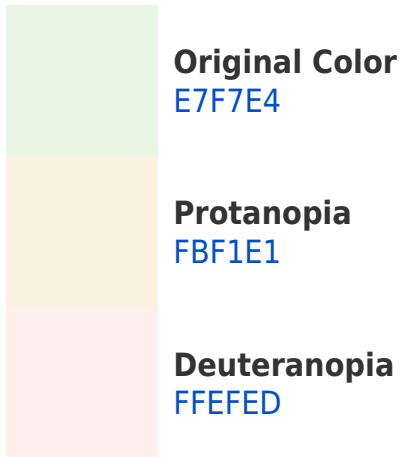 Original Color
E7F7E4
Protanopia
FBF1E1
Deuteranopia
FFEFED